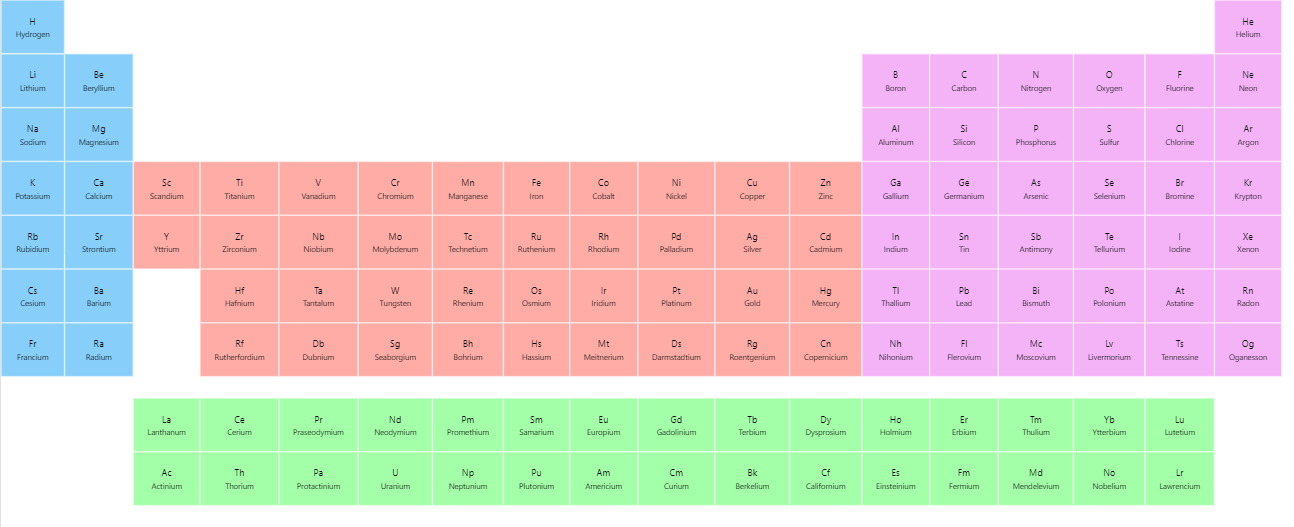 H He
Hydrogen Helium
Li Be B C N O F Ne
Lithium Beryllium Boron Carbon Nitrogen Oxygen Fluorine Neon
Na Mg Al Si P S Cl Ar
Sodium Magnesium Aluminum Silicon Phosphorus Sulfur Chlorine Argon
K Ca Sc Ti V Cr Mn Fe Co Ni Cu Zn Ga Ge As Se Br Kr
Potassium Calcium Scandium Titanium Vanadium Chromium Manganese Iron Cobalt Nickel Copper Zinc Gallium Germanium Arsenic Selenium Bromine Krypton
Rb Sr Y Zr Nb Mo Tc Ru Rh Pd Ag Cd In Sn Sb Te I Xe
Rubidium Strontium Yttrium Zirconium Niobium Molybdenum Technetium Ruthenium Rhodium Palladium Silver Cadmium Indium Tin Antimony Tellurium Iodine Xenon
Cs Ba Hf Ta W Re Os Ir Pt Au Hg Tl Pb Bi Po At Rn
Cesium Barium Hafnium Tantalum Tungsten Rhenium Osmium Iridium Platinum Gold Mercury Thallium Lead Bismuth Polonium Astatine Radon
Fr Ra Rf Db Sg Bh Hs Mt Ds Rg Cn Nh Fl Mc Lv Ts Og
Francium Radium Rutherfordium Dubnium Seaborgium Bohrium Hassium Meitnerium Darmstadtium Roentgenium Copernicium Nihonium Flerovium Moscovium Livermorium Tennessine Oganesson
La Ce Pr Nd Pm Sm Eu Gd Tb Dy Ho Er Tm Yb Lu
Lanthanum Cerium Praseodymium Neodymium Promethium Samarium Europium Gadolinium Terbium Dysprosium Holmium Erbium Thulium Ytterbium Lutetium
Ac Th Pa U Np Pu Am Cm Bk Cf Es Fm Md No Lr
Actinium Thorium Protactinium Uranium Neptunium Plutonium Americium Curium Berkelium Californium Einsteinium Fermium Mendelevium Nobelium Lawrencium